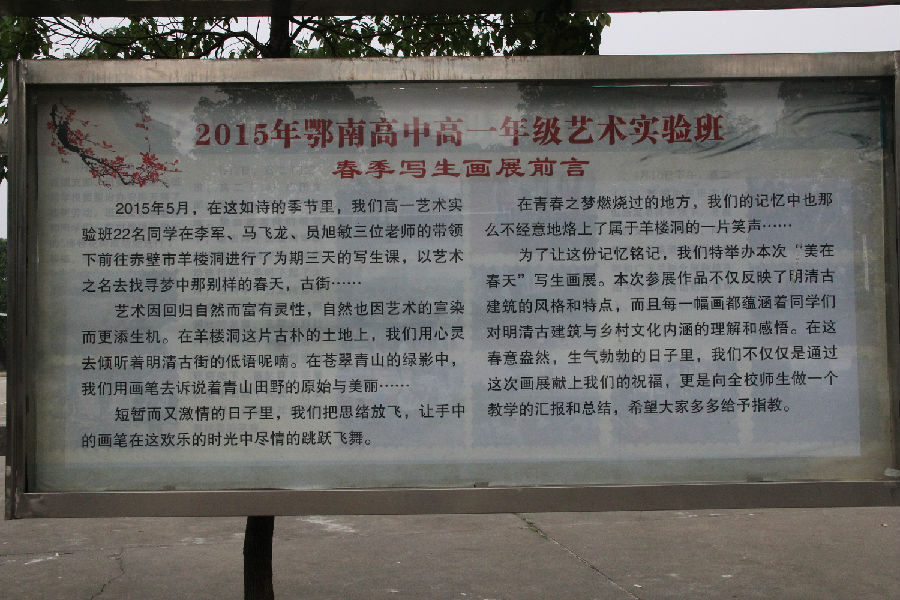 2015年鄂南高中高一年级艺术实验班
春季写生画展前言
2015年5月，在这如诗的季节里，我们高一艺术实
验班22名同学在李军、马飞龙、员旭敏三位老师的带领
下前往赤壁市羊楼洞进行了为期三天的写生课，以艺术
之名去找寻梦中那别样的春天，古街……
艺术因回归自然而富有灵性，自然也因艺术的宣染
而更添生机。在羊楼洞这片古朴的土地上，我们用心灵
去倾听着明清古街的低语呢喃。在苍翠青山的绿影中，
我们用画笔去诉说着青山田野的原始与美丽……
短暂而又激情的日子里，我们把思绪放飞，让手中
的画笔在这欢乐的时光中尽情的跳跃飞舞。
在青春之梦燃烧过的地方，我们的记忆中也那
么不经意地烙上了属于羊楼洞的一片笑声……
为了让这份记忆铭记，我们特举办本次“美在
春天”写生画展。本次参展作品不仅反映了明清古
建筑的风格和特点，而且每一幅画都蕴涵着同学们
对明清古建筑与乡村文化内涵的理解和感悟。在这
春意盎然，生气勃勃的日子里，我们不仅仅是通过
这次画展献上我们的祝福，更是向全校师生做一个
教学的汇报和总结，希望大家多多给予指教。